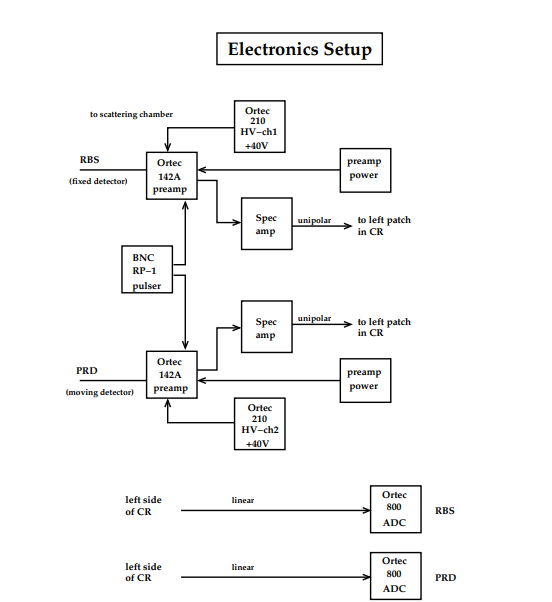 Electronics Setup
to scattering chamber
Ortec
210
HV-ch1
+40V
RBS
(fixed detector)
Ortec
142A
preamp
preamp
power
Spec
amp
unipolar
to left patch
in CR
BNC
RP-1
pulser
Spec
amp
unipolar
to left patch
in CR
PRD
(moving detector)
Ortec
142A
preamp
preamp
power
Ortec
210
HV-ch2
+40V
left side
of CR
linear
Ortec
800
ADC
RBS
left side
of CR
linear
Ortec
800
ADC
PRD